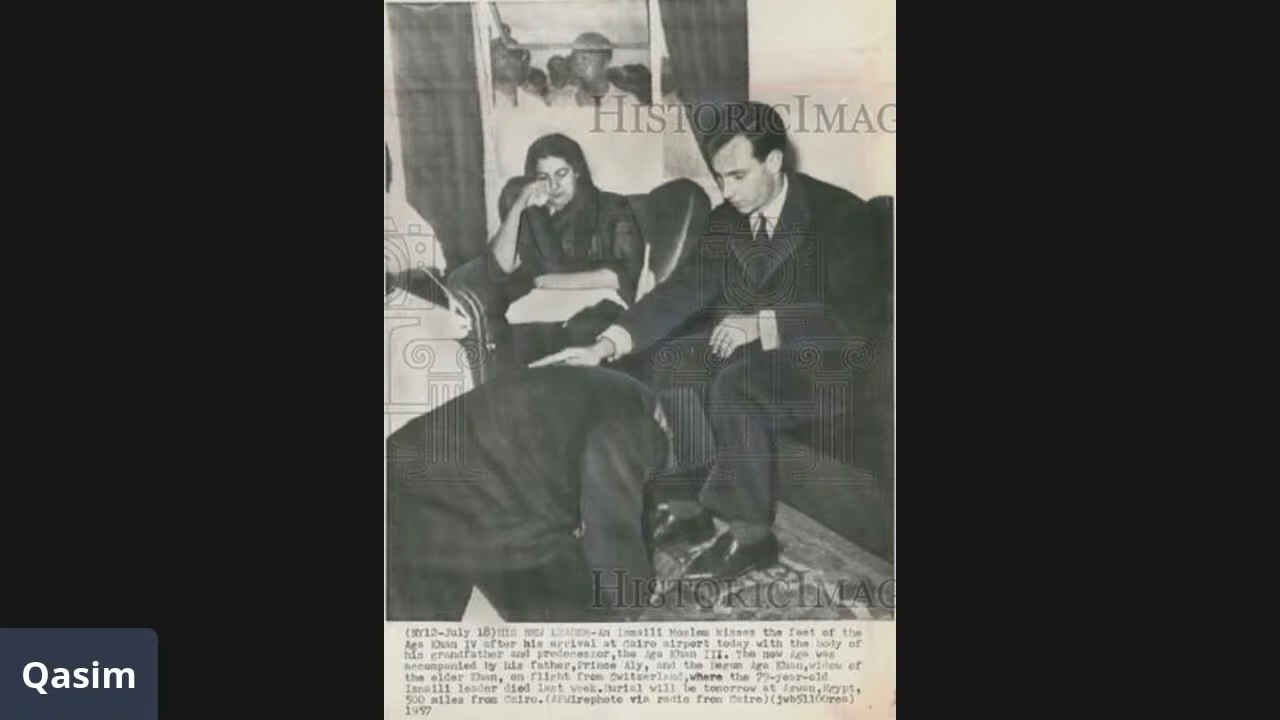 HISTORICIMAG
HISTORICIMAG
(NY12-July 18)HIS NEW LEADER-An Ismaili Moslem kisses the feet of the
Aga Khan IV after his arrival at Cairo airport today with the body of
his grandfather and predecessor,the Aga Khan III. The new Aga was
accompanied by his father,Prince Aly, and the Begum Aga Khan,widow of
the elder Khan, on flight from Switzerland,where the 79-year-old
Ismaili leader died last week.Burial will be tomorrow at Aswan,Egypt,
500 miles from Cairo.(APWirephoto via radio from Cairo)(jwb51100rea)
1957
Qasim